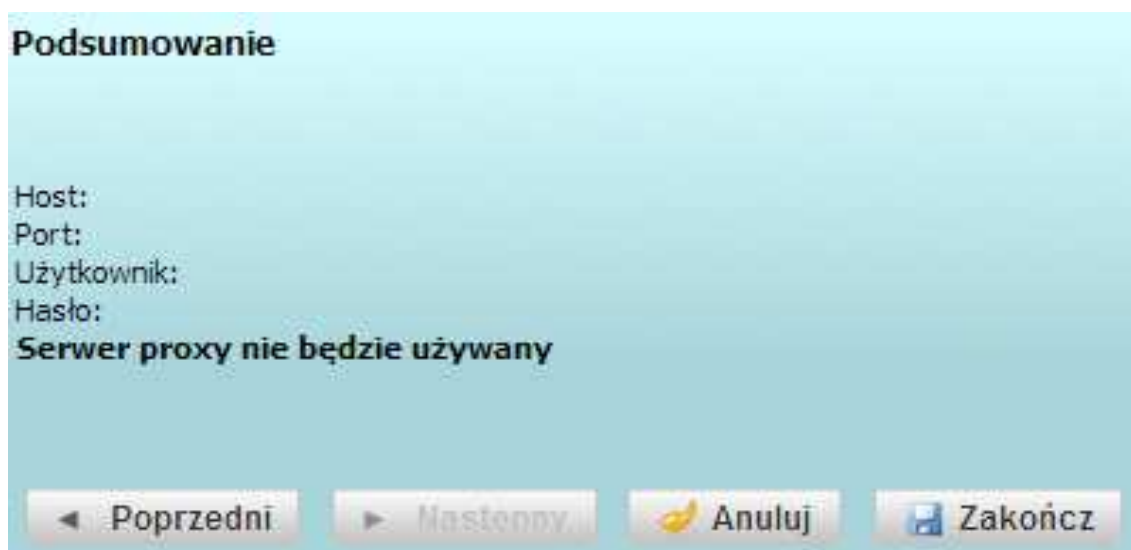 Podsumowanie
Host:
Port:
Użytkownik:
Hasło:
Serwer proxy nie będzie używany
Poprzedni
Następny
Anuluj
Zakończ